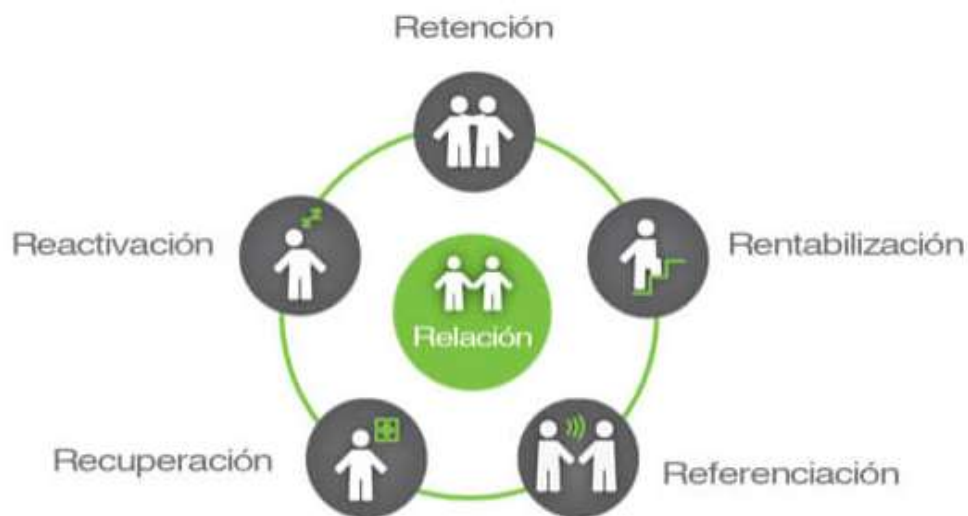 Retención
Reactivación
Rentabilización
Relación
Recuperación
Referenciación